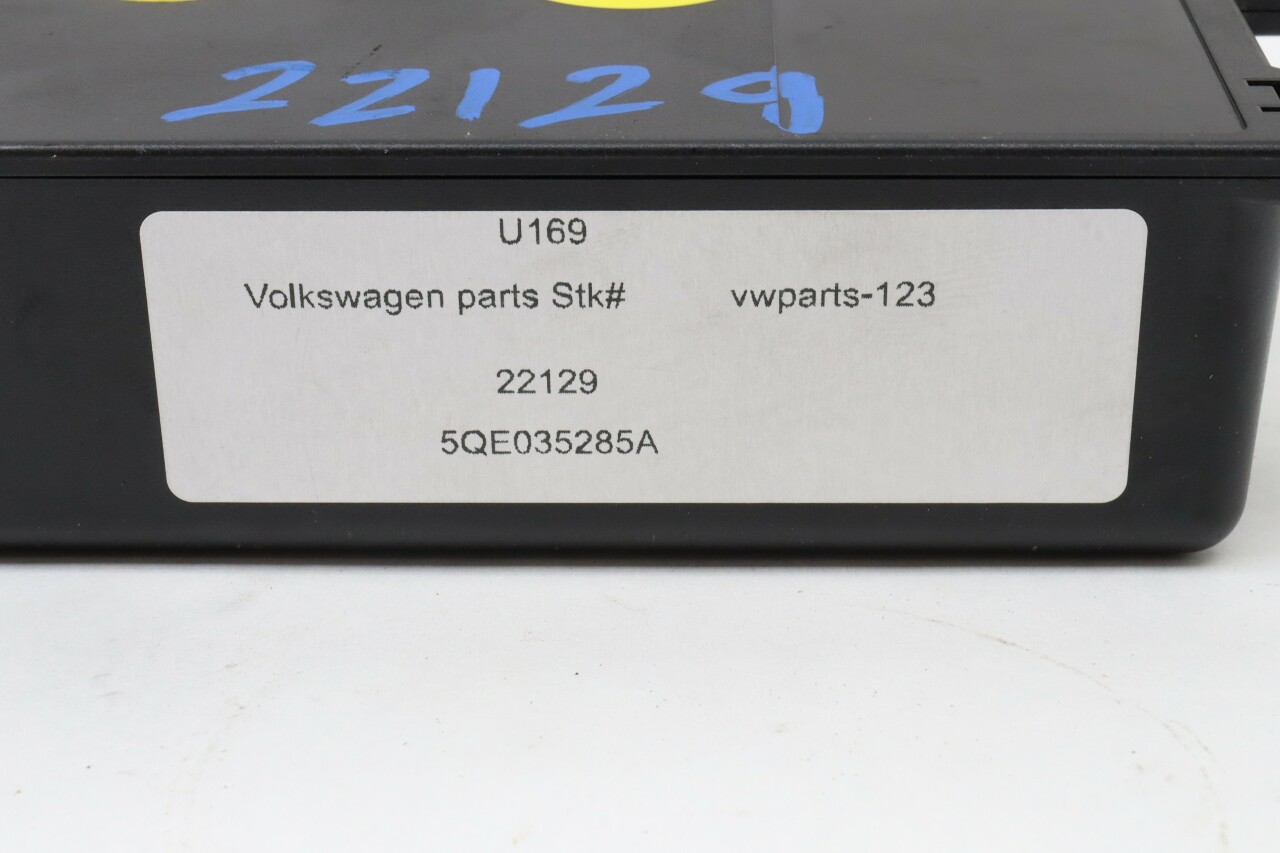 22129
U169
Volkswagen parts Stk# vwparts-123
22129
5QE035285A